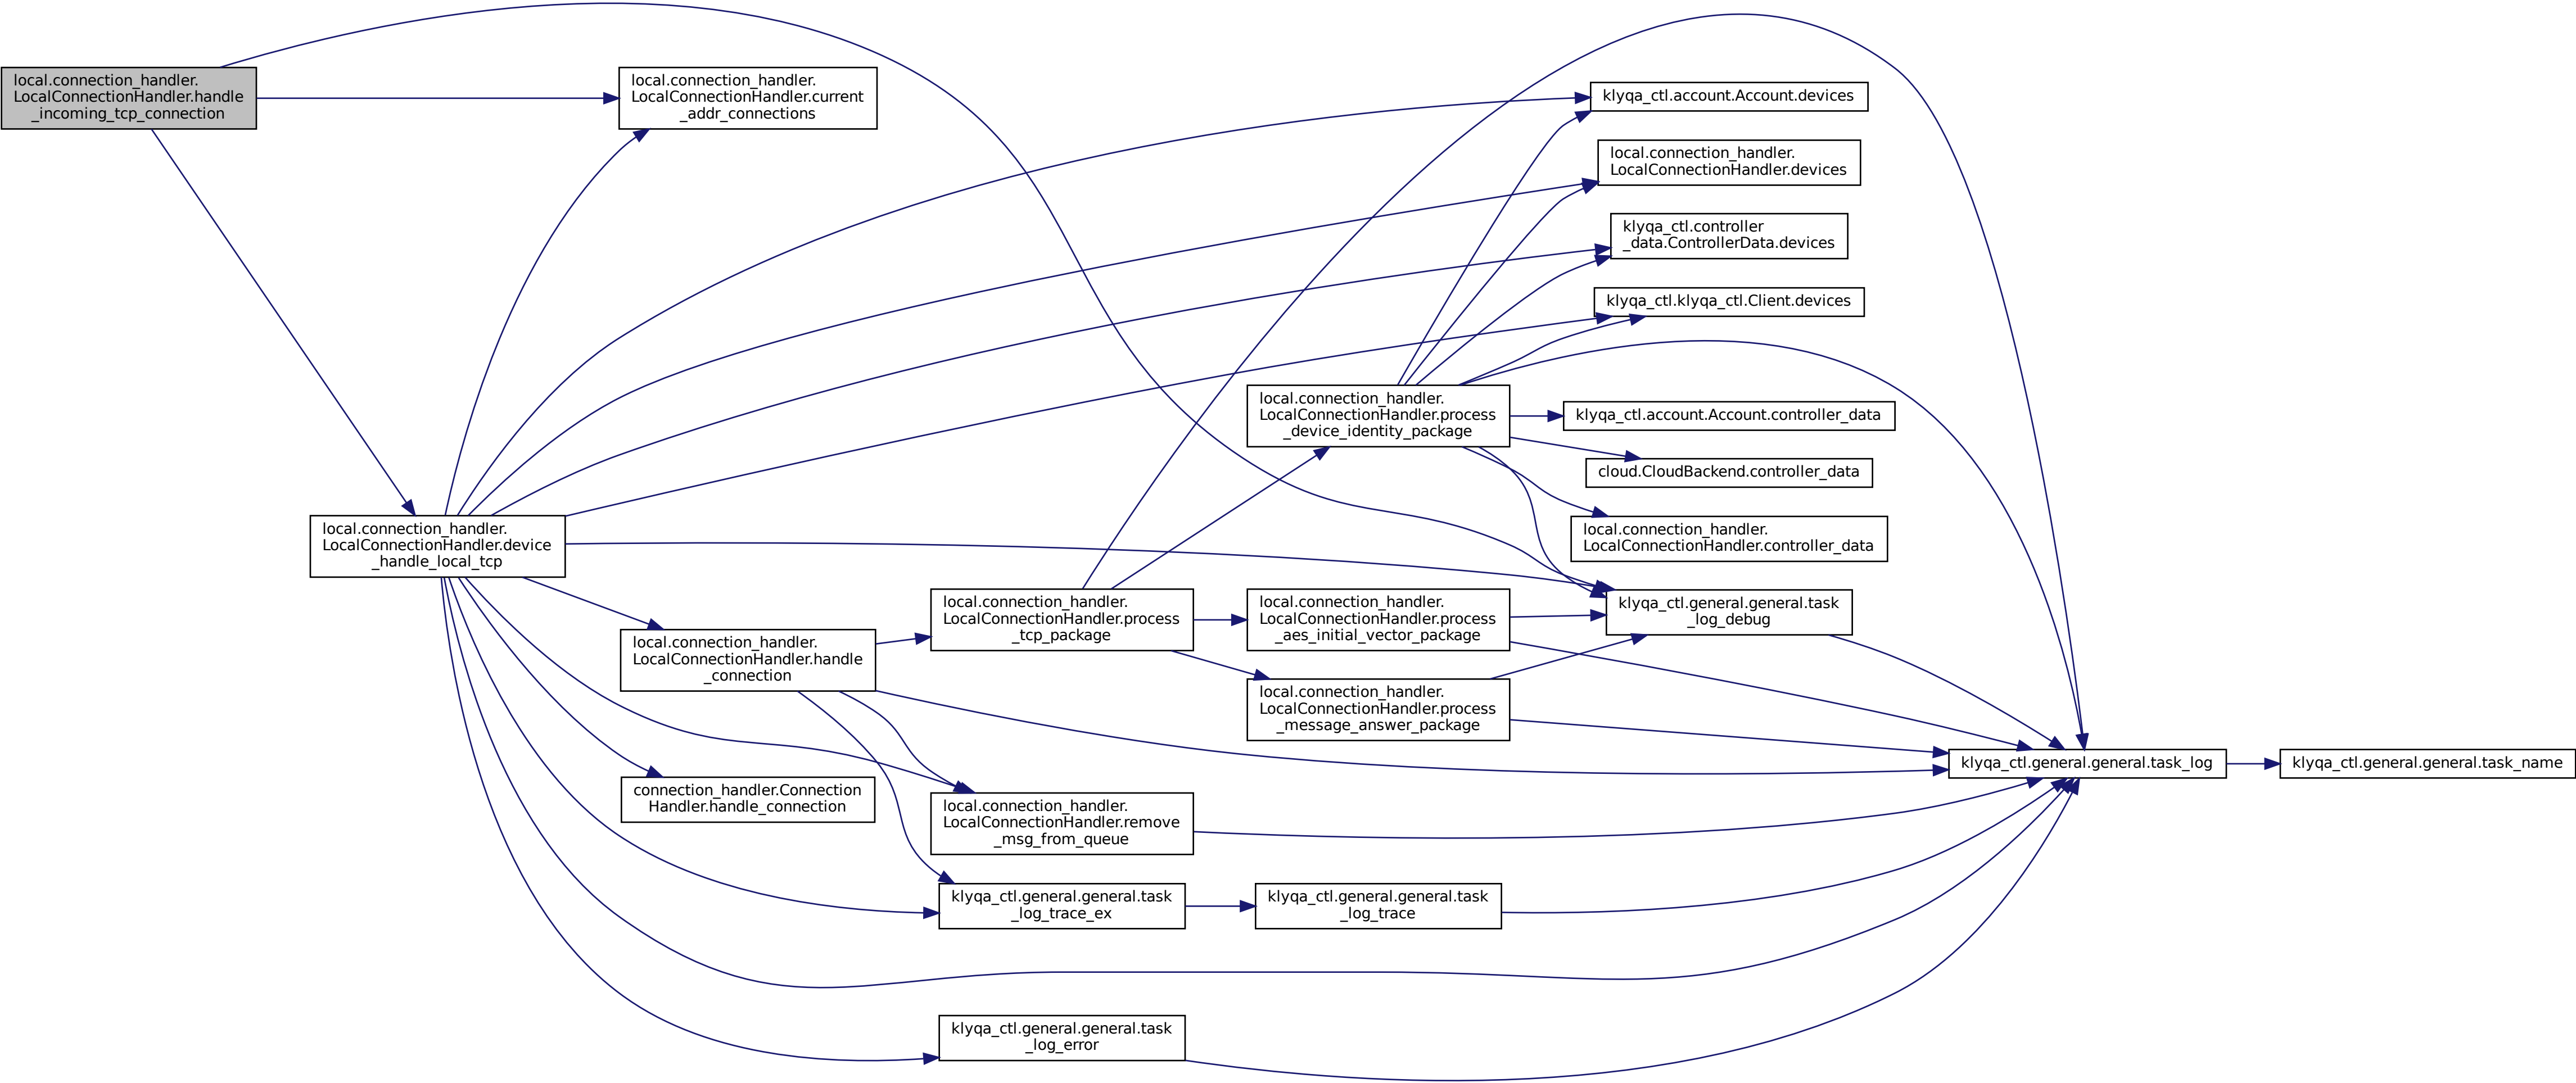 local.connection_handler.
LocalConnectionHandler.handle
_incoming_tcp_connection
local.connection_handler.
LocalConnectionHandler.current
_addr_connections
local.connection_handler.
LocalConnectionHandler.device
_handle_local_tcp
klyqa_ctl.account.Account.devices
local.connection_handler.
LocalConnectionHandler.devices
klyqa_ctl.controller
_data.ControllerData.devices
klyqa_ctl.klyqa_ctl.Client.devices
local.connection_handler.
LocalConnectionHandler.process
_device_identity_package
klyqa_ctl.account.Account.controller_data
cloud.CloudBackend.controller_data
local.connection_handler.
LocalConnectionHandler.controller_data
local.connection_handler.
LocalConnectionHandler.handle
_connection
local.connection_handler.
LocalConnectionHandler.process
_tcp_package
local.connection_handler.
LocalConnectionHandler.process
_aes_initial_vector_package
klyqa_ctl.general.general.task
_log_debug
local.connection_handler.
LocalConnectionHandler.process
_message_answer_package
klyqa_ctl.general.general.task_log
klyqa_ctl.general.general.task_name
connection_handler.Connection
Handler.handle_connection
local.connection_handler.
LocalConnectionHandler.remove
_msg_from_queue
klyqa_ctl.general.general.task
_log_trace_ex
klyqa_ctl.general.general.task
_log_trace
klyqa_ctl.general.general.task
_log_error